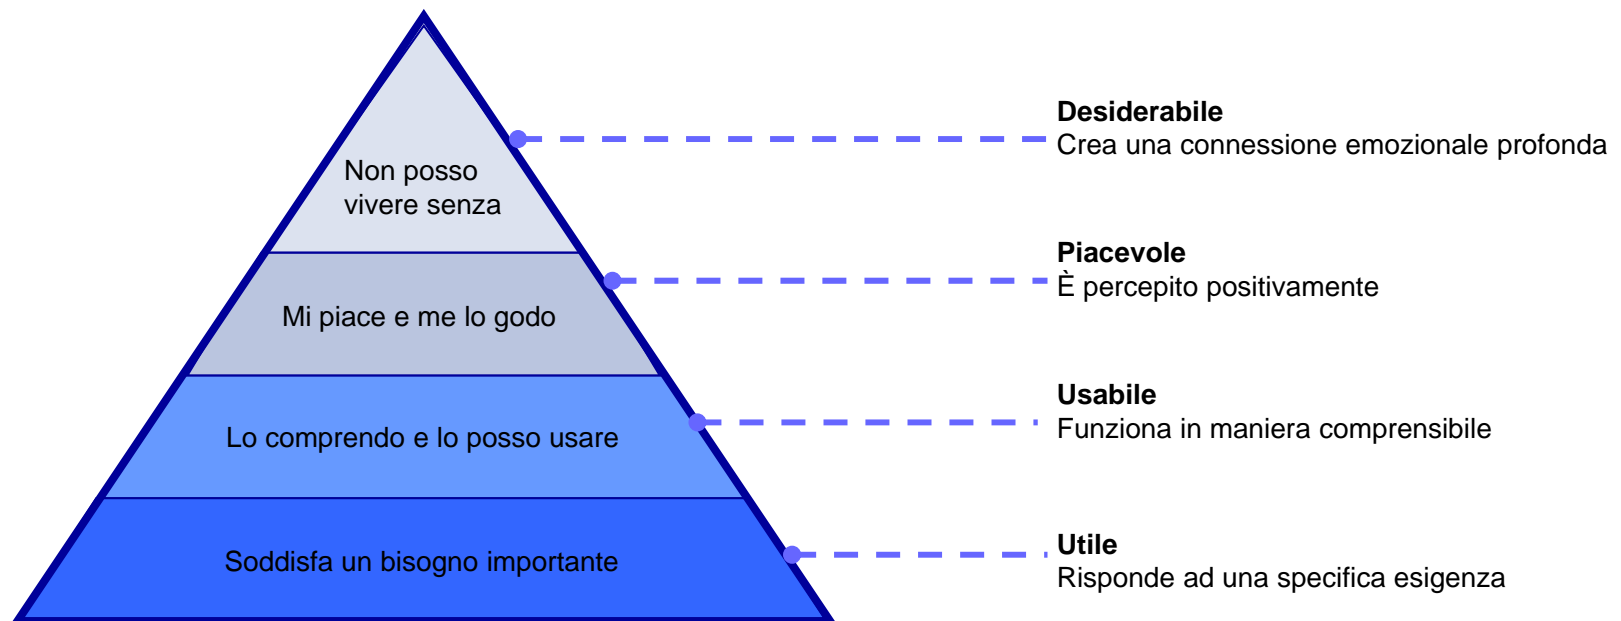 Desiderabile
Crea una connessione emozionale profonda
Non posso
vivere senza
Piacevole
È percepito positivamente
Mi piace e me lo godo
Usabile
Funziona in maniera comprensibile
Lo comprendo e lo posso usare
Utile
Risponde ad una specifica esigenza
Soddisfa un bisogno importante